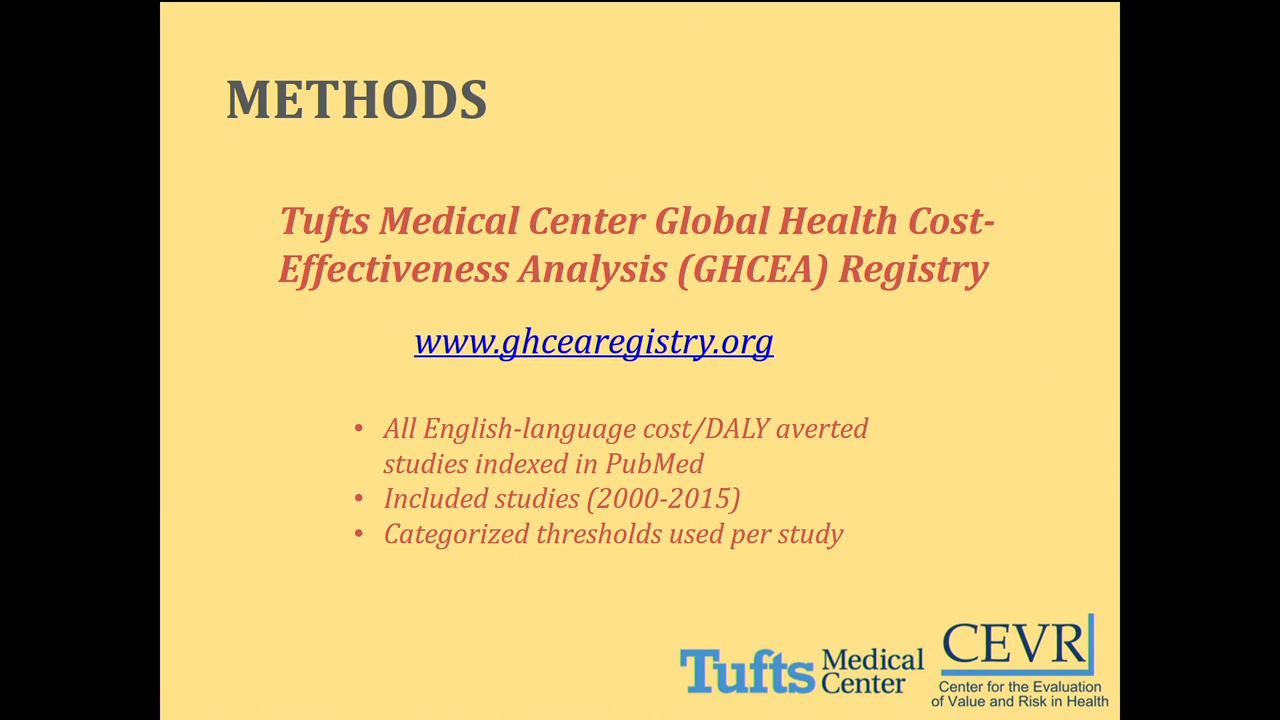 METHODS
Tufts Medical Center Global Health Cost-
Effectiveness Analysis (GHCEA) Registry
www.ghcearegistry.org
• All English-language cost/DALY averted
studies indexed in PubMed
• Included studies (2000-2015)
• Categorized thresholds used per study
Tufts Medical
Center
CEVR
Center for the Evaluation
of Value and Risk in Health